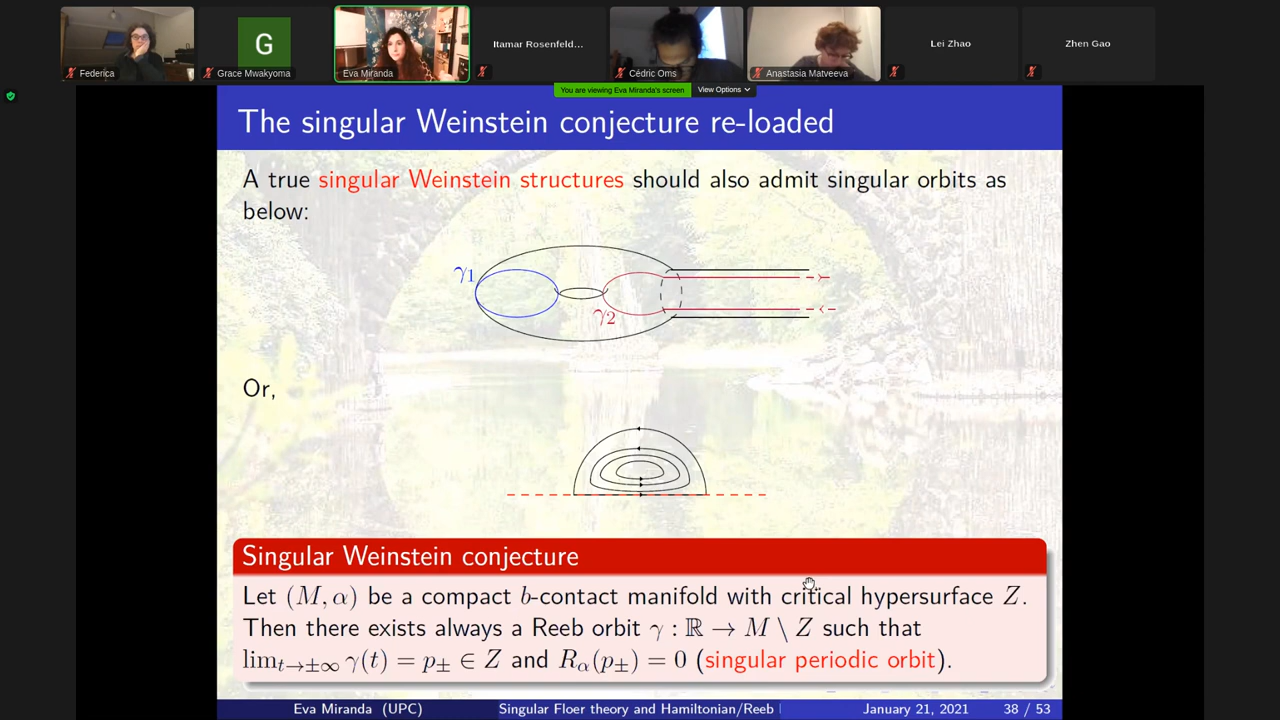 Federica
G
Grace Mwakyoma
Eva Miranda
Itamar Rosenfeld...
Cédric Oms
Anastasia Matveeva
Lei Zhao
Zhen Gao
You are viewing Eva Miranda's screen
View Options
The singular Weinstein conjecture re-loaded
A true singular Weinstein structures should also admit singular orbits as
below:
γ1
γ2
Or,
Singular Weinstein conjecture
Let (M, α) be a compact b-contact manifold with critical hypersurface Z.
Then there exists always a Reeb orbit γ : ℝ → M \ Z such that
lim_{t→±∞} γ(t) = p± ∈ Z and R_α(p±) = 0 (singular periodic orbit).
Eva Miranda (UPC)
Singular Floer theory and Hamiltonian/Reeb
January 21, 2021
38 / 53